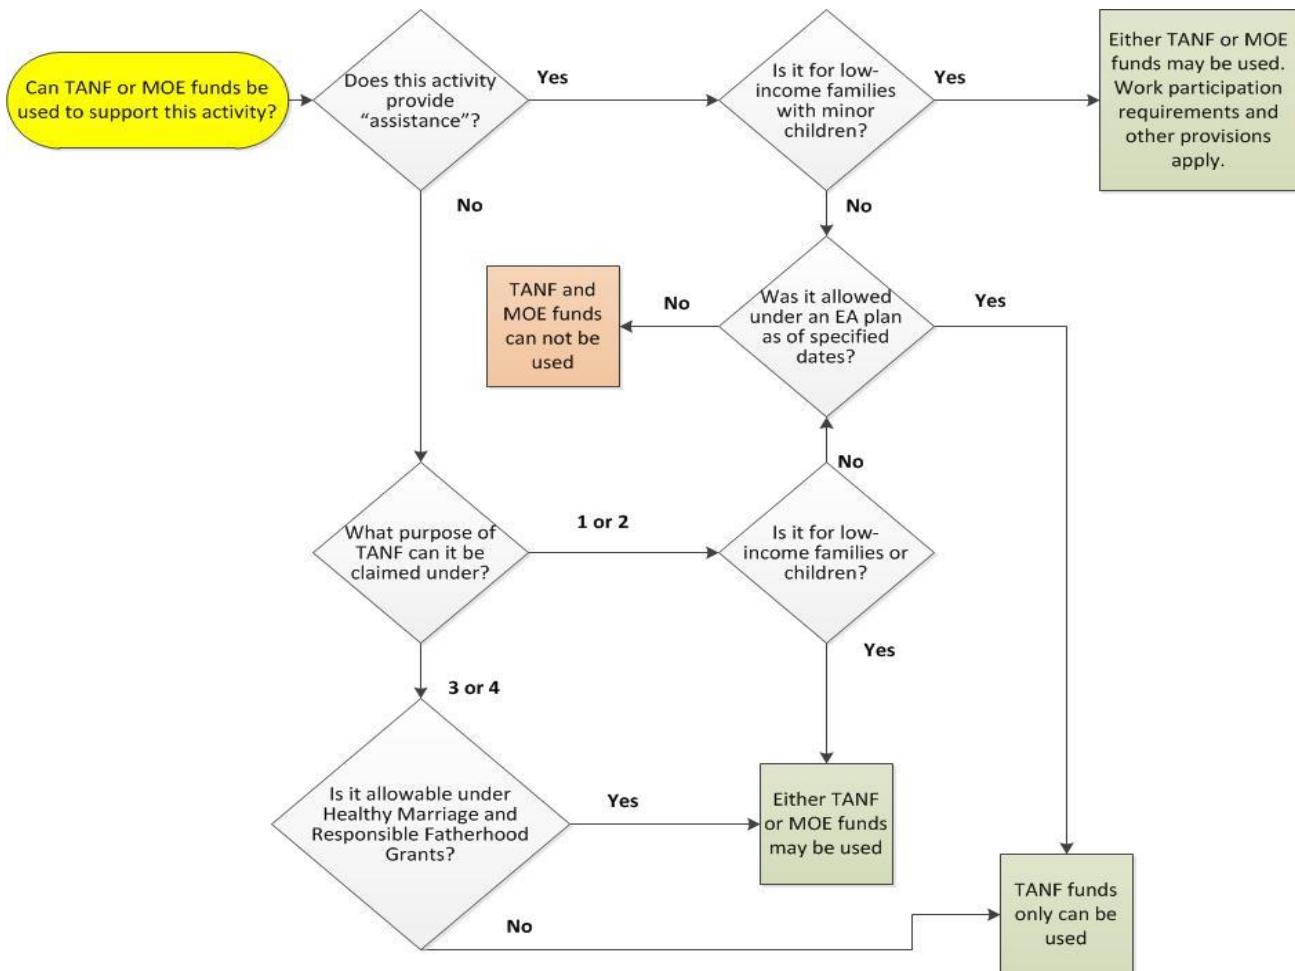 Can TANF or MOE funds be
used to support this activity?
Does this activity
provide
“assistance”?
Yes
Is it for low-
income families
with minor
children?
Yes
Either TANF or MOE
funds may be used.
Work participation
requirements and
other provisions
apply.
No
No
TANF and
MOE funds
can not be
used
No
Was it allowed
under an EA plan
as of specified
dates?
Yes
No
What purpose of
TANF can it be
claimed under?
1 or 2
Is it for low-
income families or
children?
Yes
3 or 4
Is it allowable under
Healthy Marriage and
Responsible Fatherhood
Grants?
Yes
Either TANF
or MOE funds
may be used
No
TANF funds
only can be
used